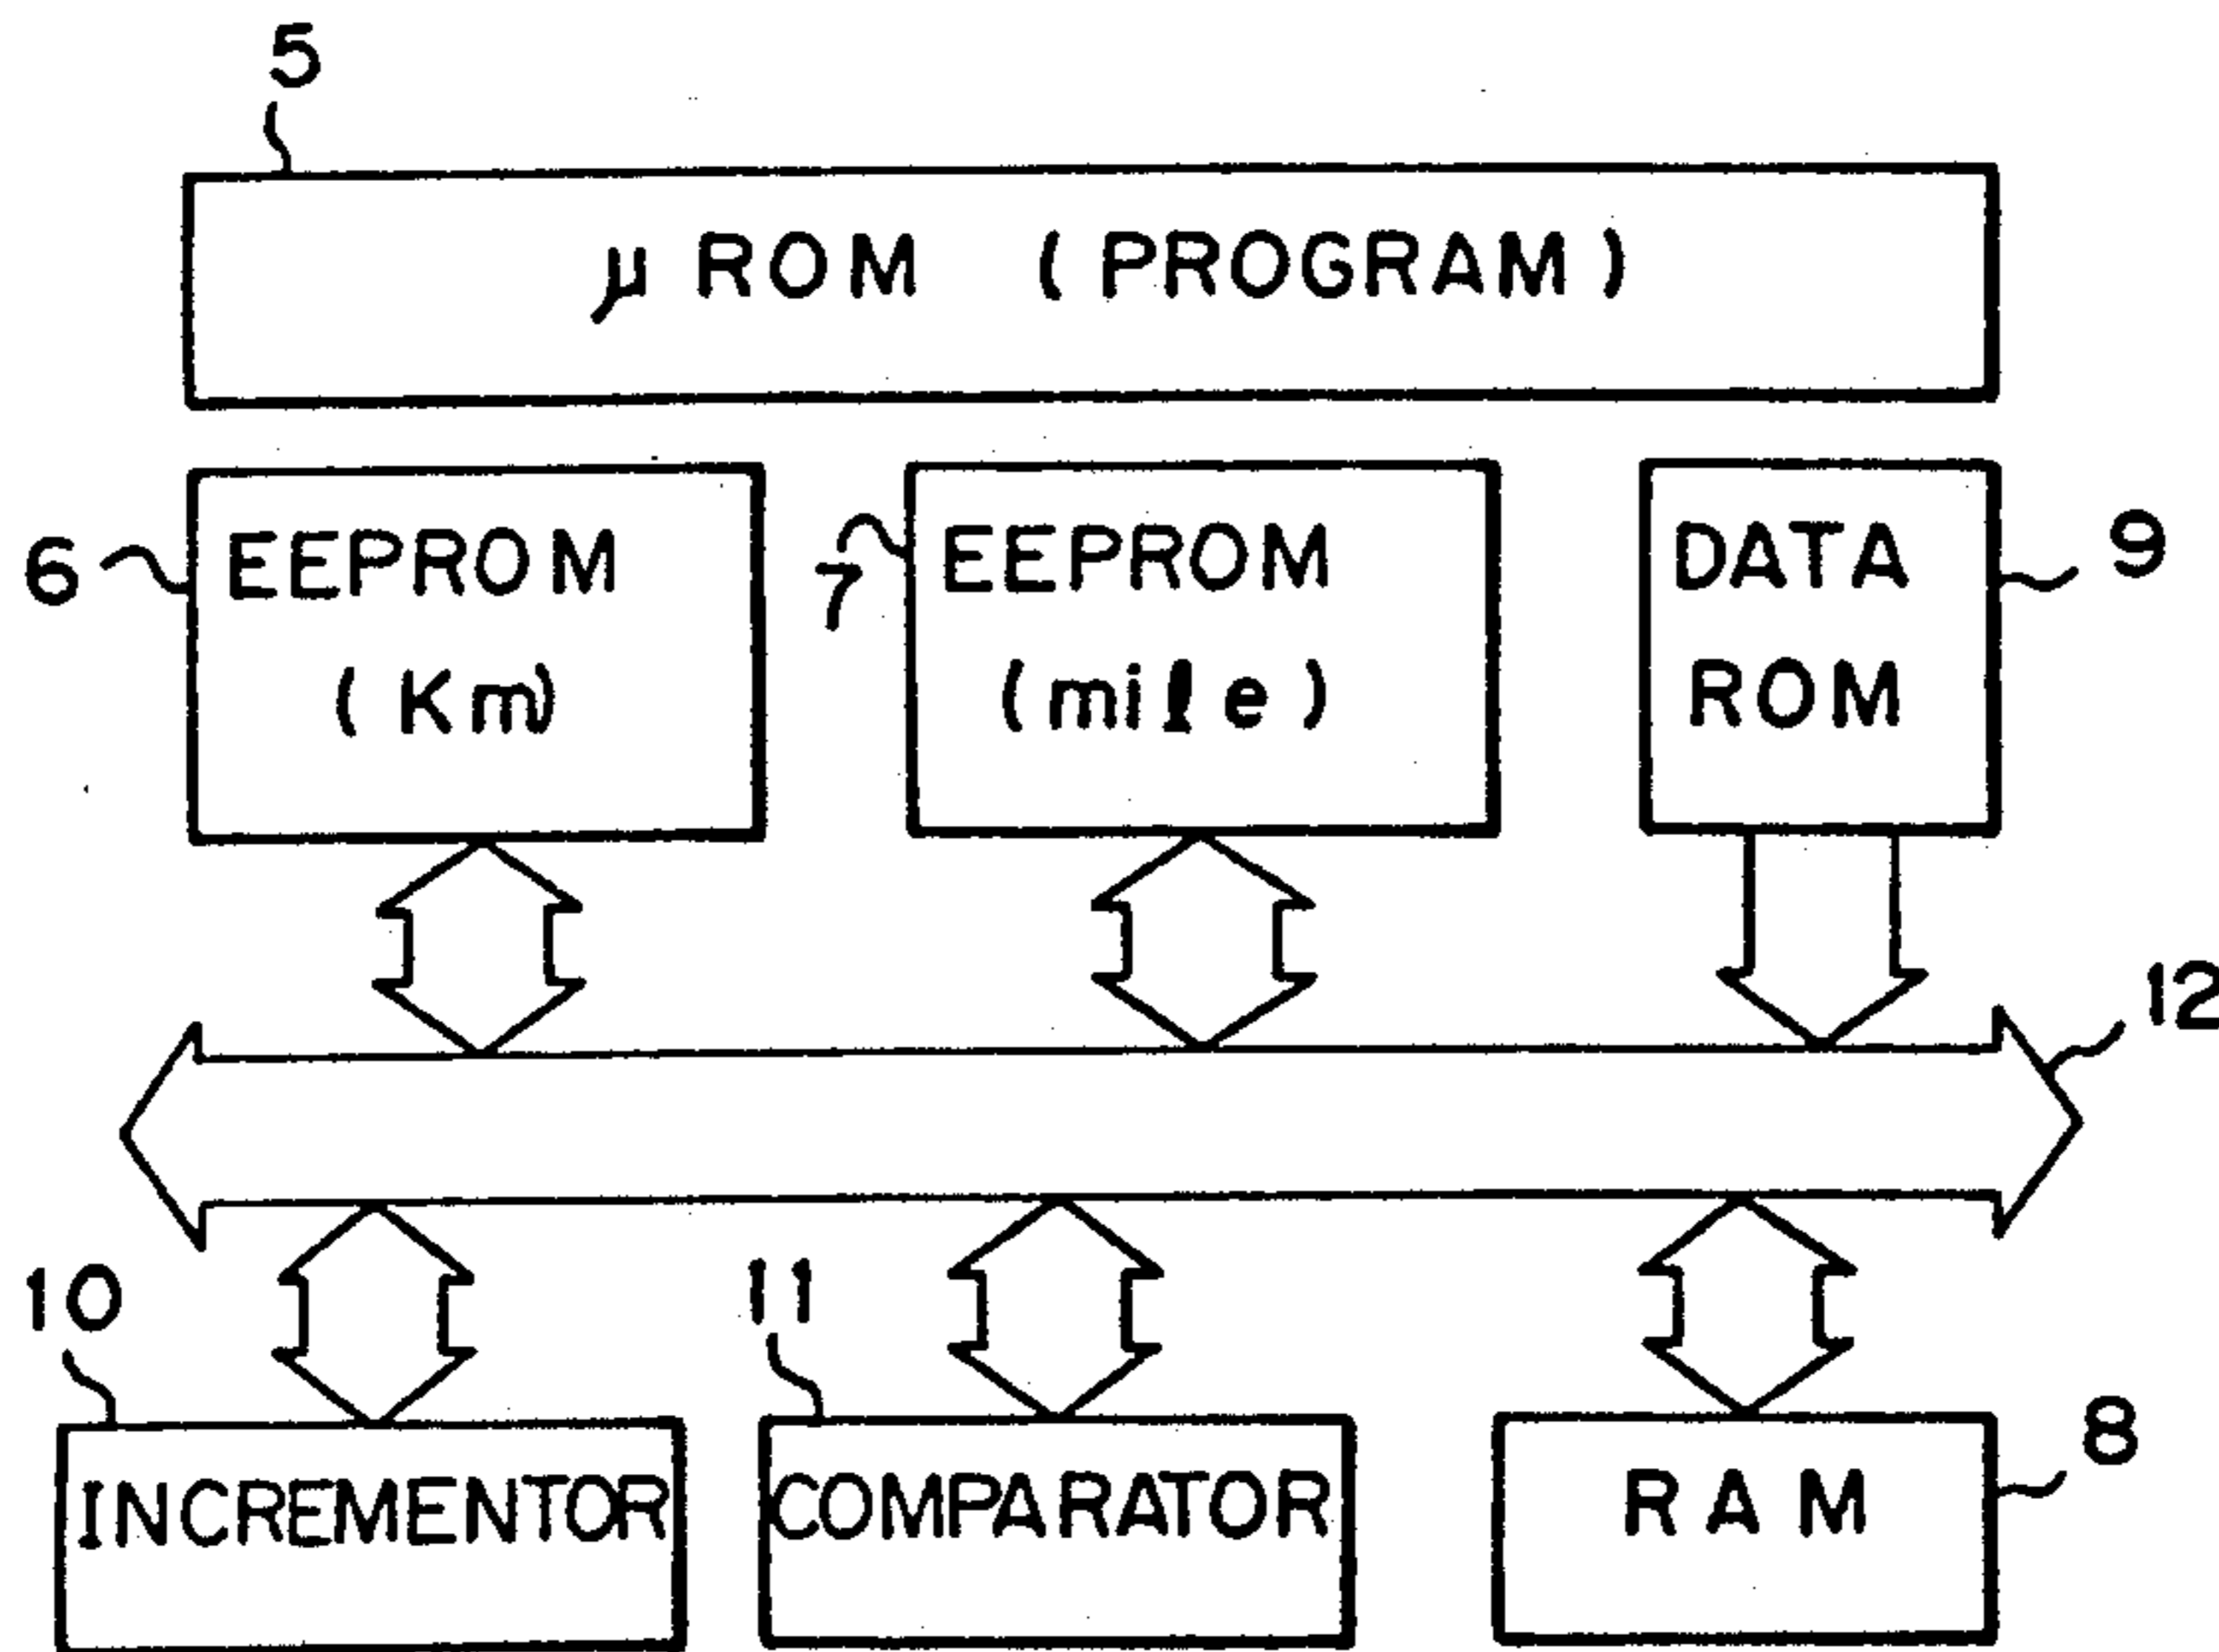 5
μ ROM (PROGRAM)
6
EEPROM
(Km)
7
EEPROM
(mile)
DATA
ROM
9
12
10
11
INCREMENTOR
COMPARATOR
RAM
8